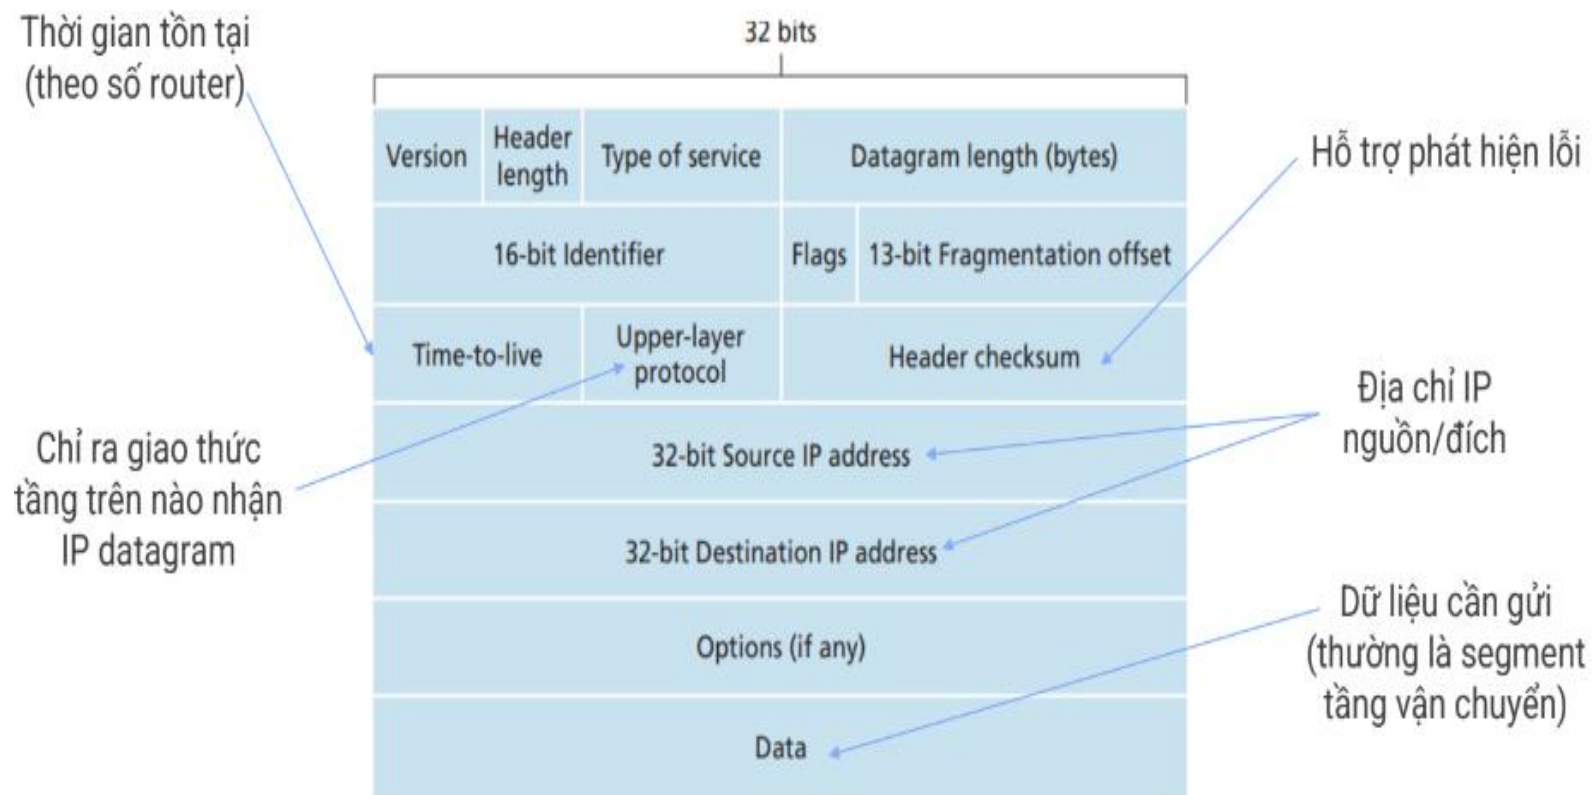 Thời gian tồn tại
(theo số router)
32 bits
Version
Header
length
Type of service
Datagram length (bytes)
Hỗ trợ phát hiện lỗi
16-bit Identifier
Flags
13-bit Fragmentation offset
Time-to-live
Upper-layer
protocol
Header checksum
Địa chỉ IP
nguồn/đích
Chỉ ra giao thức
tầng trên nào nhận
IP datagram
32-bit Source IP address
32-bit Destination IP address
Options (if any)
Dữ liệu cần gửi
(thường là segment
tầng vận chuyển)
Data